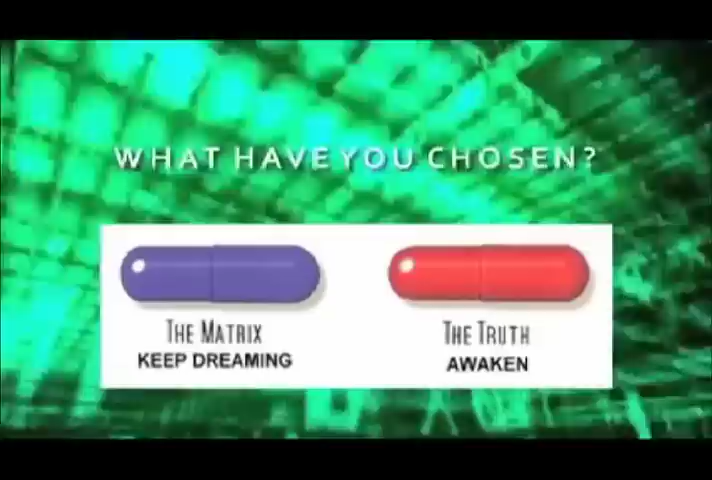 WHAT HAVE YOU CHOSEN?
THE MATRIX
KEEP DREAMING
THE TRUTH
AWAKEN